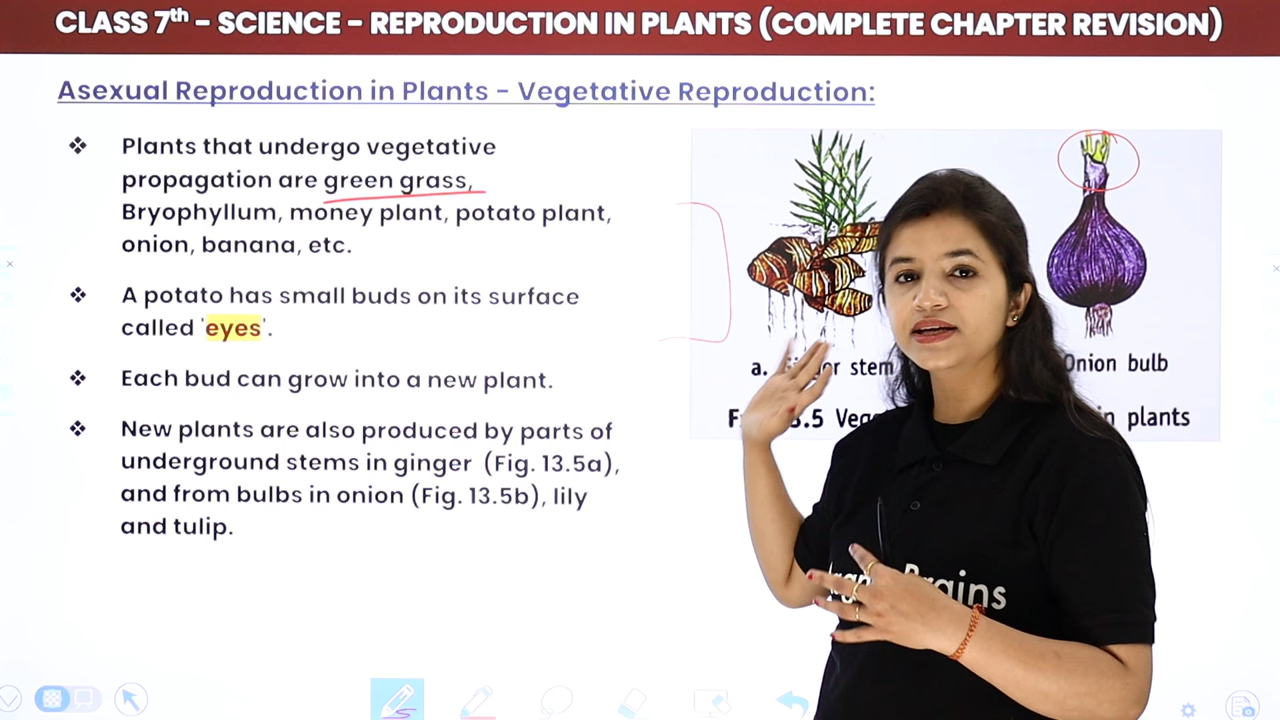 CLASS 7th – SCIENCE – REPRODUCTION IN PLANTS (COMPLETE CHAPTER REVISION)
Asexual Reproduction in Plants – Vegetative Reproduction:
❖ Plants that undergo vegetative
propagation are green grass,
Bryophyllum, money plant, potato plant,
onion, banana, etc.
❖ A potato has small buds on its surface
called 'eyes'.
❖ Each bud can grow into a new plant.
❖ New plants are also produced by parts of
underground stems in ginger (Fig. 13.5a),
and from bulbs in onion (Fig. 13.5b), lily
and tulip.
a. stem
Onion bulb
plants